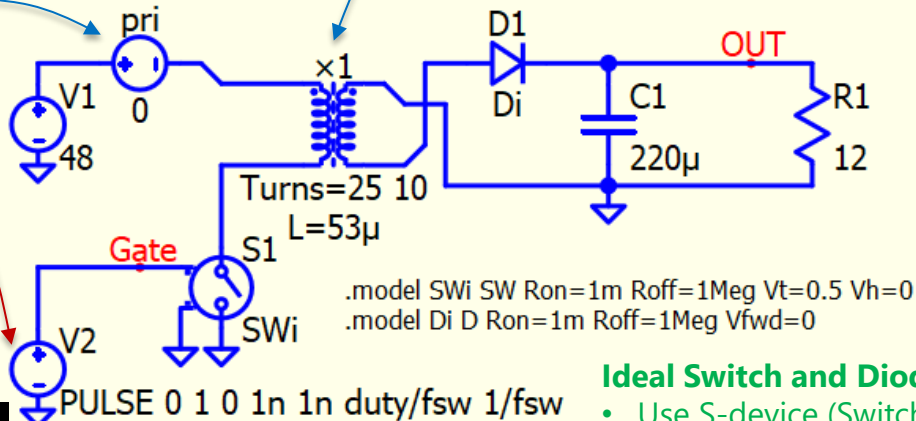 pri
V1
0
48
×1
D1
Di
OUT
C1
220µ
R1
12
Turns=25 10
L=53µ
Gate
S1
SWi
V2
.model SWi SW Ron=1m Roff=1Meg Vt=0.5 Vh=0
.model Di D Ron=1m Roff=1Meg Vfwd=0
PULSE 0 1 0 1n 1n duty/fsw 1/fsw
Ideal Switch and Diod
• Use S-device (Switch